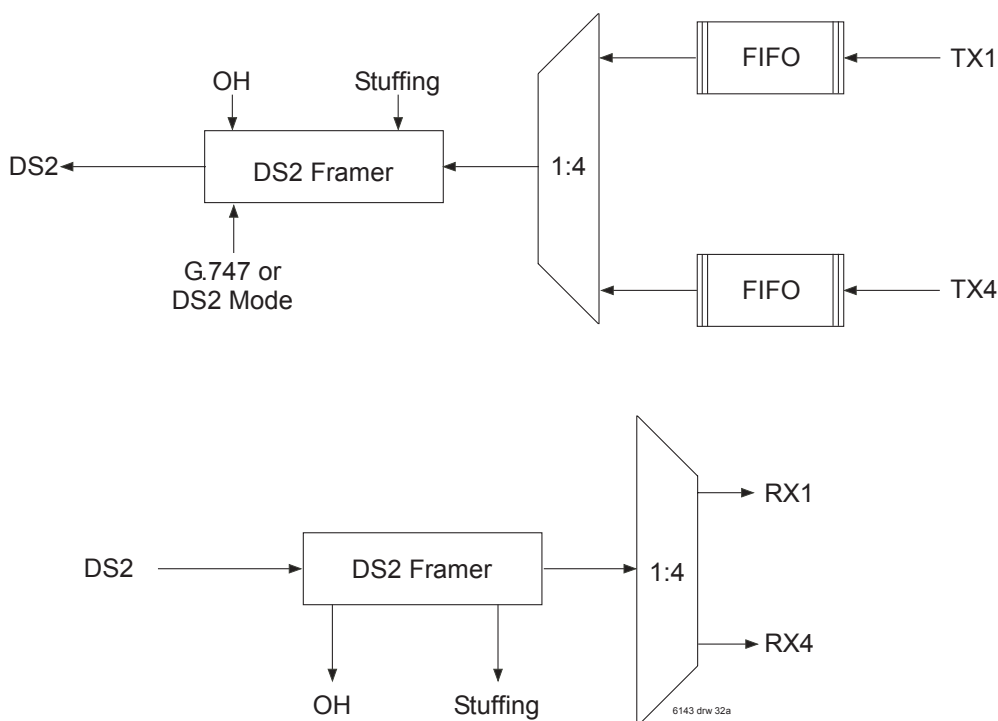 FIFO
TX1
OH
Stuffing
DS2
DS2 Framer
1:4
G.747 or
DS2 Mode
FIFO
TX4
RX1
DS2
DS2 Framer
1:4
RX4
OH
Stuffing
6143 drw 32a